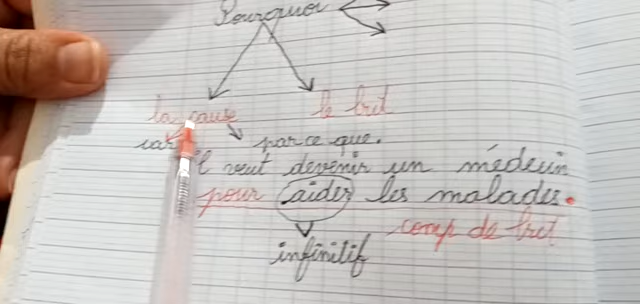 Pourquoi
la cause le but
car parce que.
il veut devenir un médecin
pour aider les malades.
comp de but
infinitif